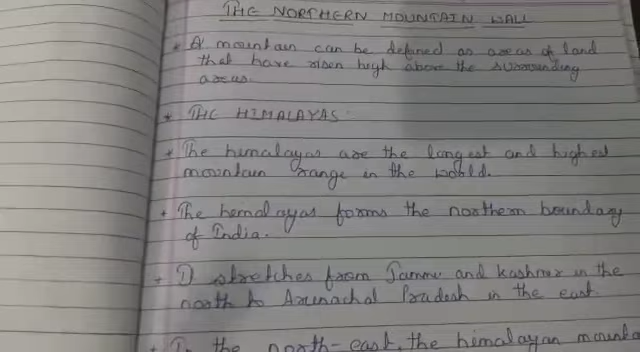 THE NORTHERN MOUNTAIN WALL
* A mountain can be defined as areas of land
that have risen high above the surrounding
areas.
* THE HIMALAYAS.
* The himalayas are the longest and highest
mountain range in the world.
* The hemalayas forms the northern boundary
of India.
* It stretches from Jammu and Kashmir in the
north to Arunachal Pradesh in the east.
* In the north-east, the himalayan mounta